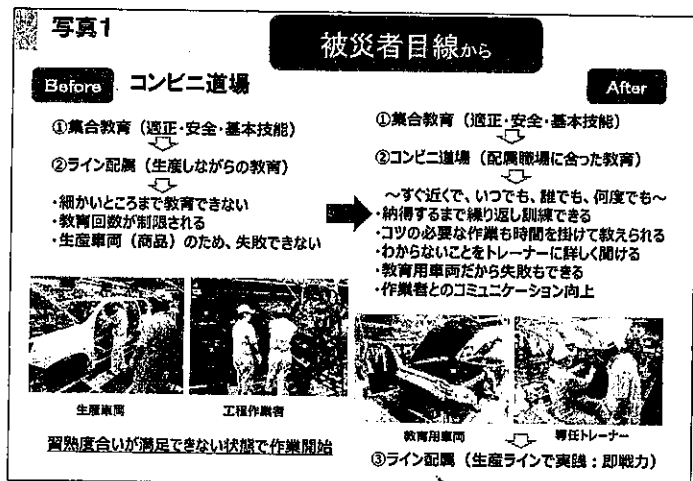 写真1
被災者目線から
Before
コンビニ道場
①集合教育（適正・安全・基本技能）
②ライン配属（生産しながらの教育）
・細かいところまで教育できない
・教育回数が制限される
・生産車両（商品）のため、失敗できない
生産車両
工程作業者
習熟度合いが満足できない状態で作業開始
After
①集合教育（適正・安全・基本技能）
②コンビニ道場（配属職場に合った教育）
～すぐ近くで、いつでも、誰でも、何度でも～
・納得するまで繰り返し訓練できる
・コツの必要な作業も時間を掛けて教えられる
・わからないことをトレーナーに詳しく聞ける
・教育用車両だから失敗もできる
・作業者とのコミュニケーション向上
教育用車両
専任トレーナー
③ライン配属（生産ラインで実践：即戦力）